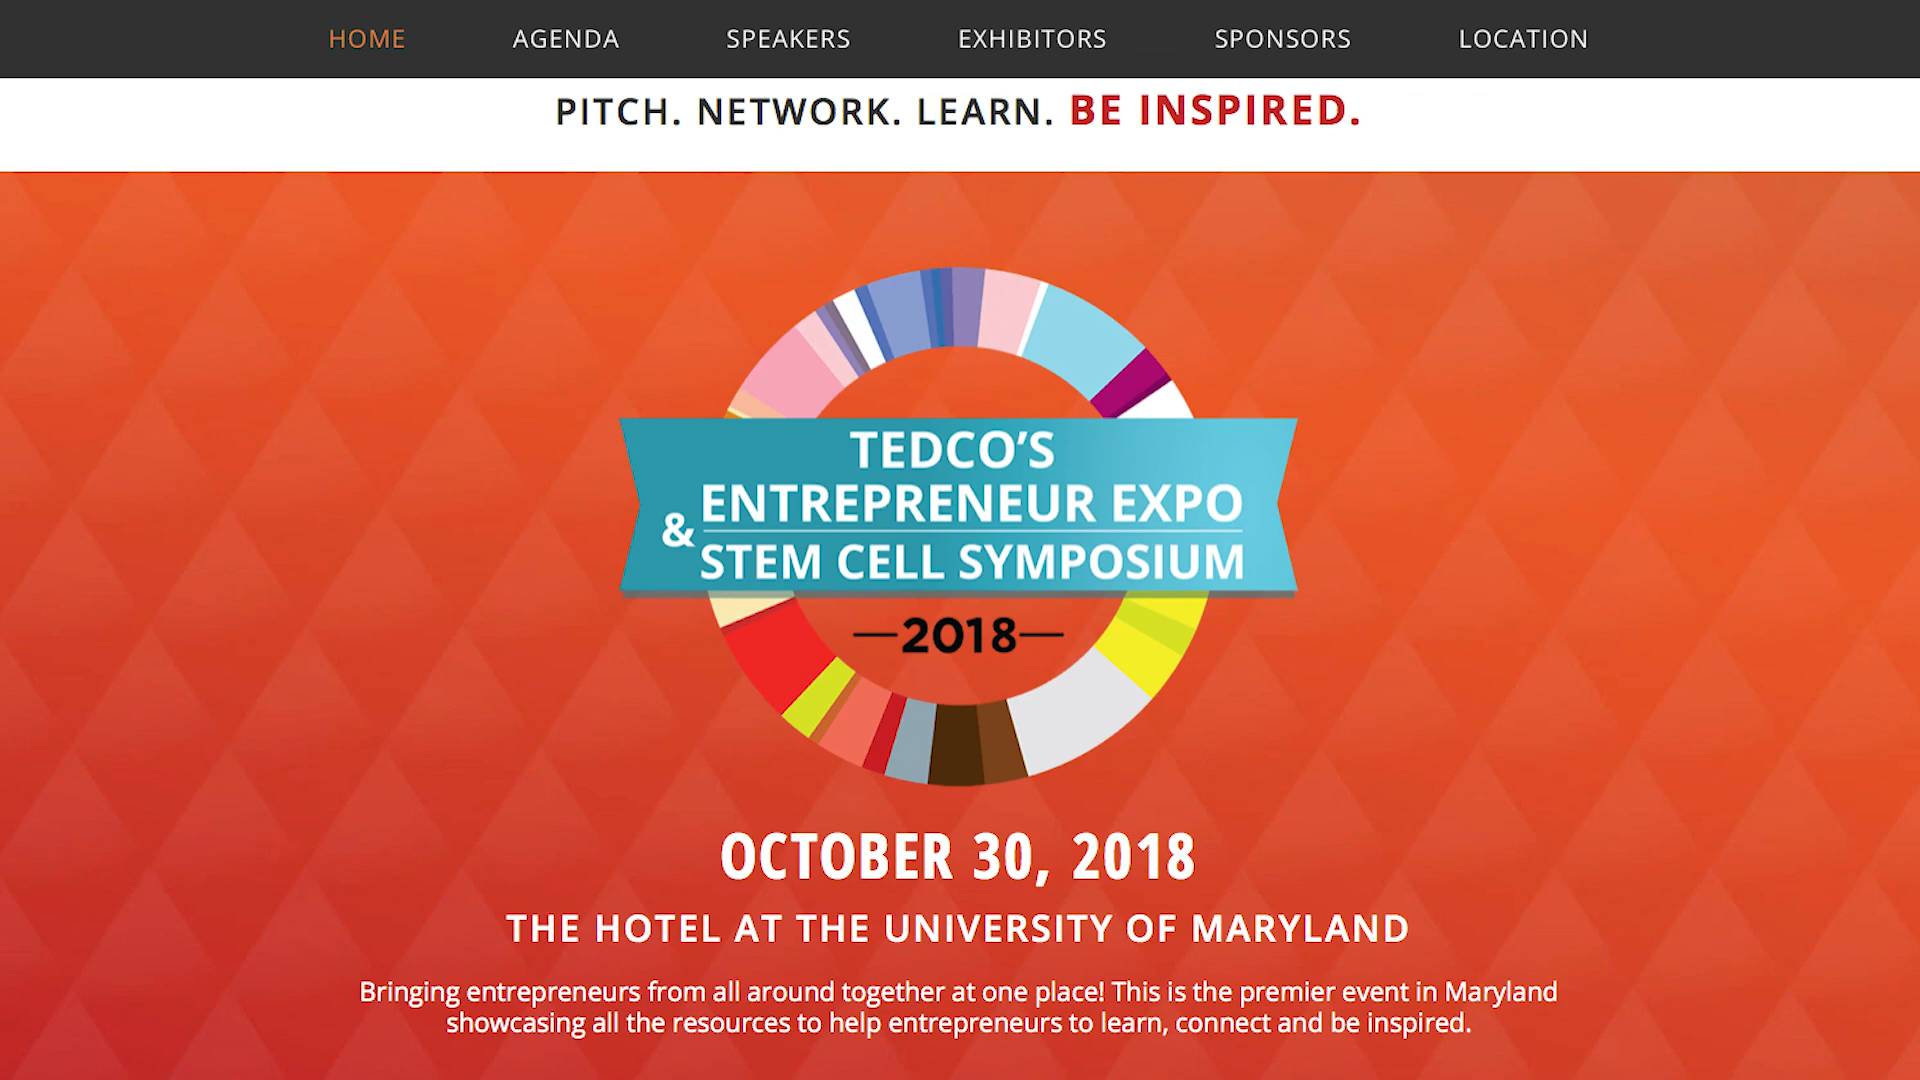 HOME AGENDA SPEAKERS EXHIBITORS SPONSORS LOCATION
PITCH. NETWORK. LEARN. BE INSPIRED.
TEDCO’S
ENTREPRENEUR EXPO
&
STEM CELL SYMPOSIUM
—2018—
OCTOBER 30, 2018
THE HOTEL AT THE UNIVERSITY OF MARYLAND
Bringing entrepreneurs from all around together at one place! This is the premier event in Maryland
showcasing all the resources to help entrepreneurs to learn, connect and be inspired.